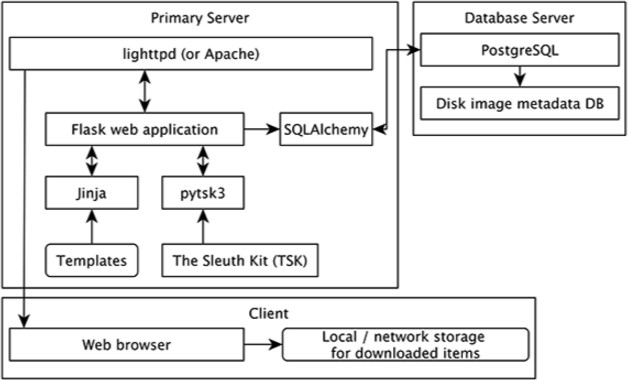 Primary Server
lighttpd (or Apache)
Flask web application
SQLAlchemy
Jinja
pytsk3
Templates
The Sleuth Kit (TSK)
Database Server
PostgreSQL
Disk image metadata DB
Client
Web browser
Local / network storage
for downloaded items